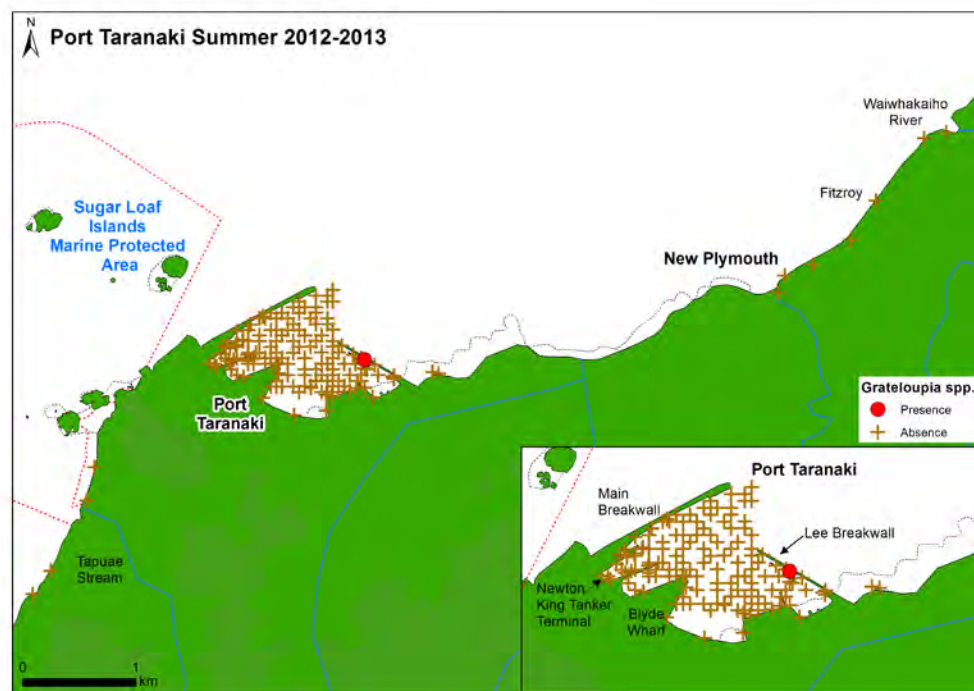 N
Port Taranaki Summer 2012-2013
Waiwhakaiho
River
Fitzroy
Sugar Loaf
Islands
Marine Protected
Area
New Plymouth
Port
Taranaki
Grateloupia spp.
Presence
Absence
Tapuae
Stream
0 1
km
Port Taranaki
Main
Breakwall
Lee Breakwall
Newton
King Tanker
Terminal
Blyde
Wharf